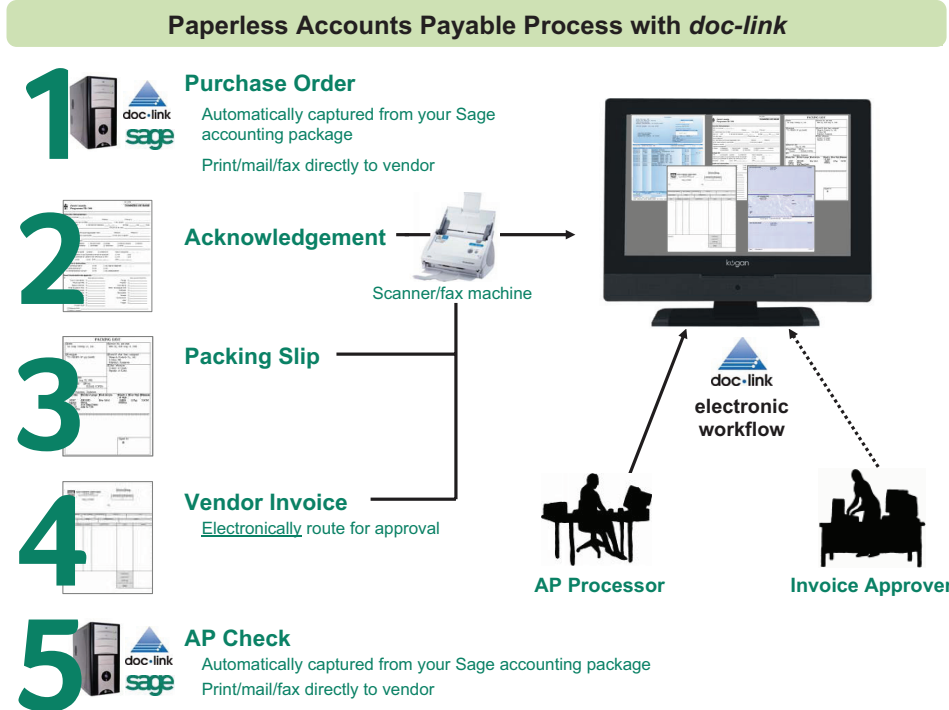 Paperless Accounts Payable Process with doc-link
1
doc•link
sage
Purchase Order
Automatically captured from your Sage
accounting package
Print/mail/fax directly to vendor
2
Acknowledgement
Scanner/fax machine
kogan
3
PACKING LIST
Packing Slip
doc•link
electronic
workflow
4
Vendor Invoice
Electronically route for approval
AP Processor
Invoice Approver
5
doc•link
sage
AP Check
Automatically captured from your Sage accounting package
Print/mail/fax directly to vendor